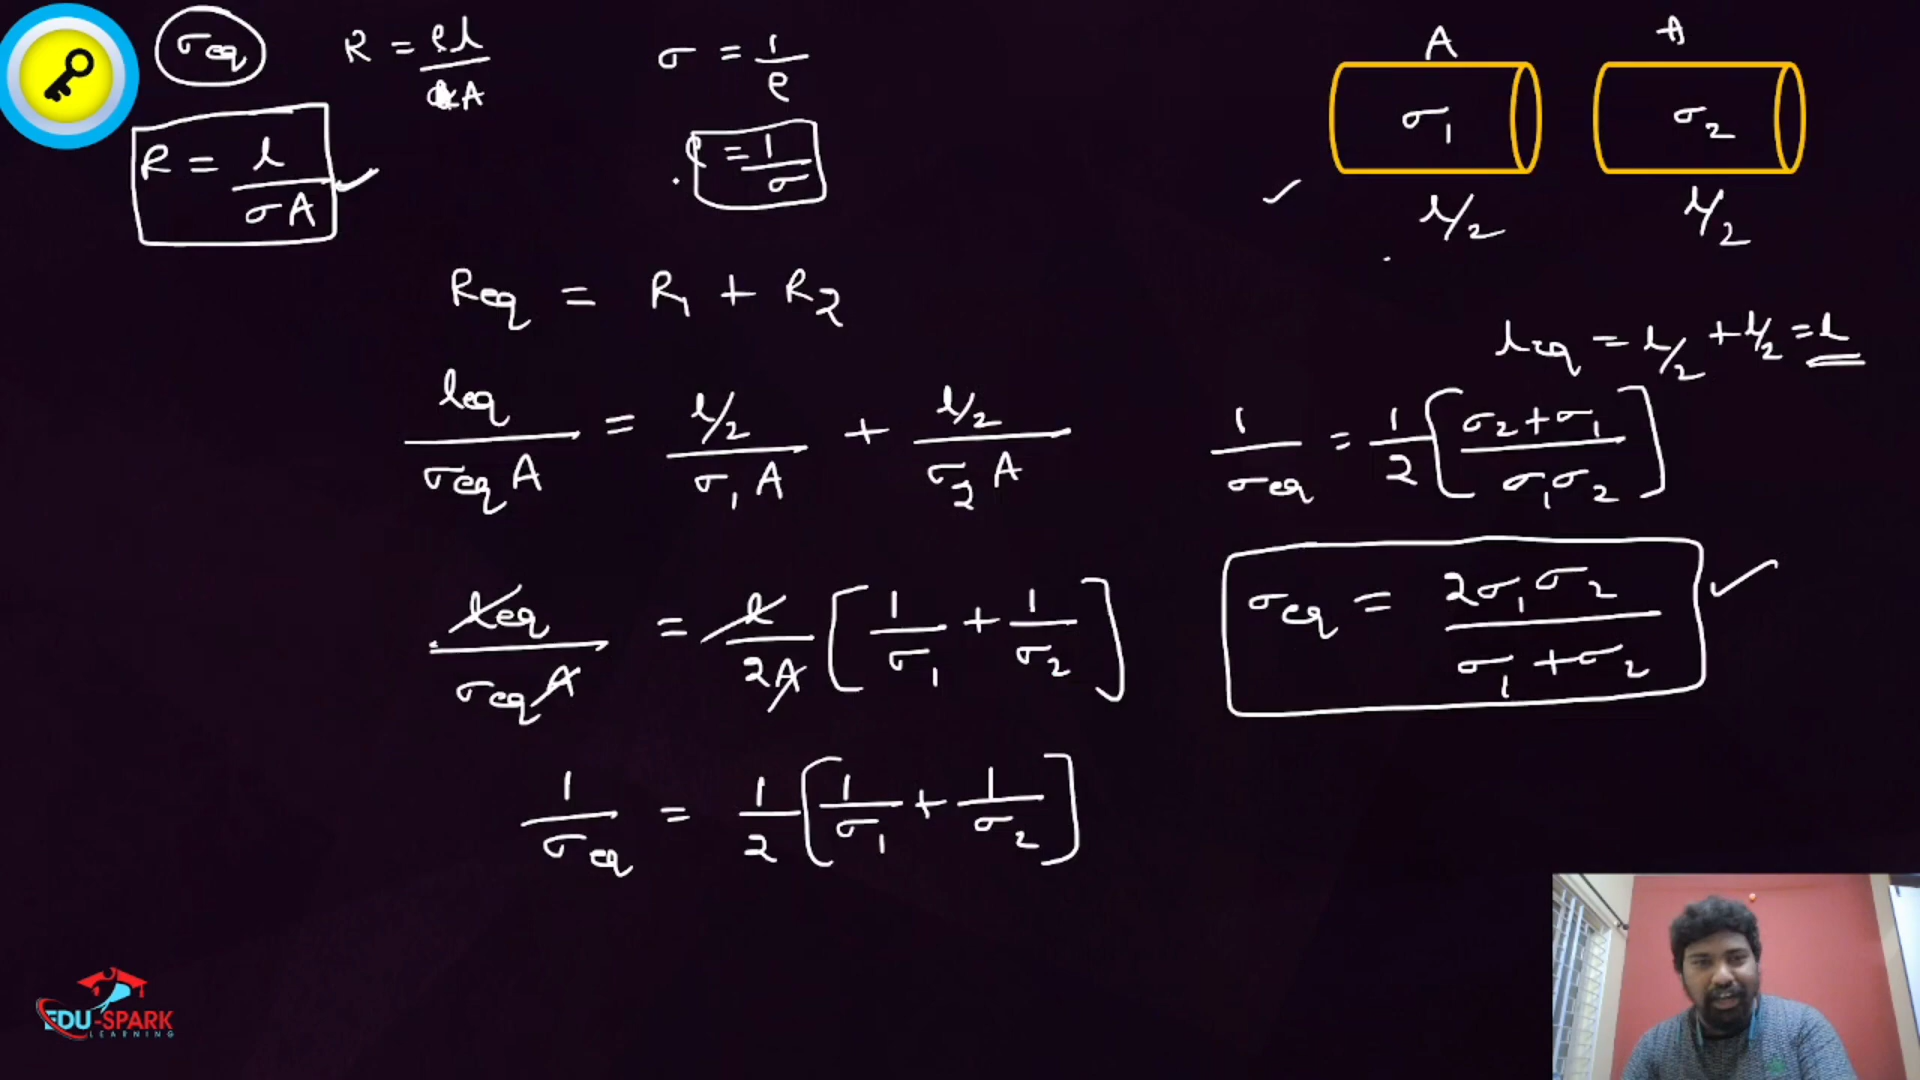 σeq R = ρl/A σ = 1/ρ
R = l/σA ρ = 1/σ
A A
σ1 σ2
l/2 l/2
Req = R1 + R2
leq = l/2 + l/2 = l
leq/σeq A = l/2/σ1 A + l/2/σ2 A
1/σeq = 1/2 [σ2+σ1/σ1σ2]
leq/σeq A = l/2A [1/σ1 + 1/σ2]
σeq = 2σ1σ2/σ1+σ2
1/σeq = 1/2 [1/σ1 + 1/σ2]
EDU-SPARK
LEARNING